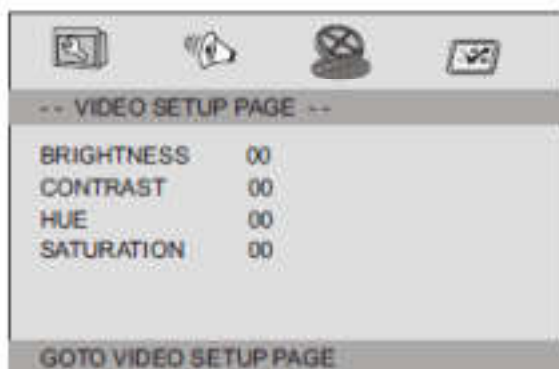 -- VIDEO SETUP PAGE --
BRIGHTNESS 00
CONTRAST 00
HUE 00
SATURATION 00
GOTO VIDEO SETUP PAGE